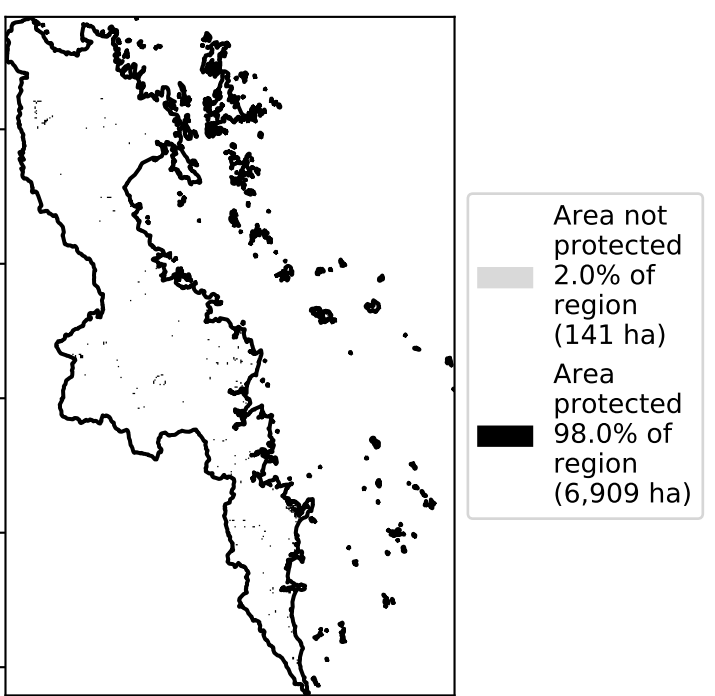 Area not
protected
2.0% of
region
(141 ha)
Area
protected
98.0% of
region
(6,909 ha)